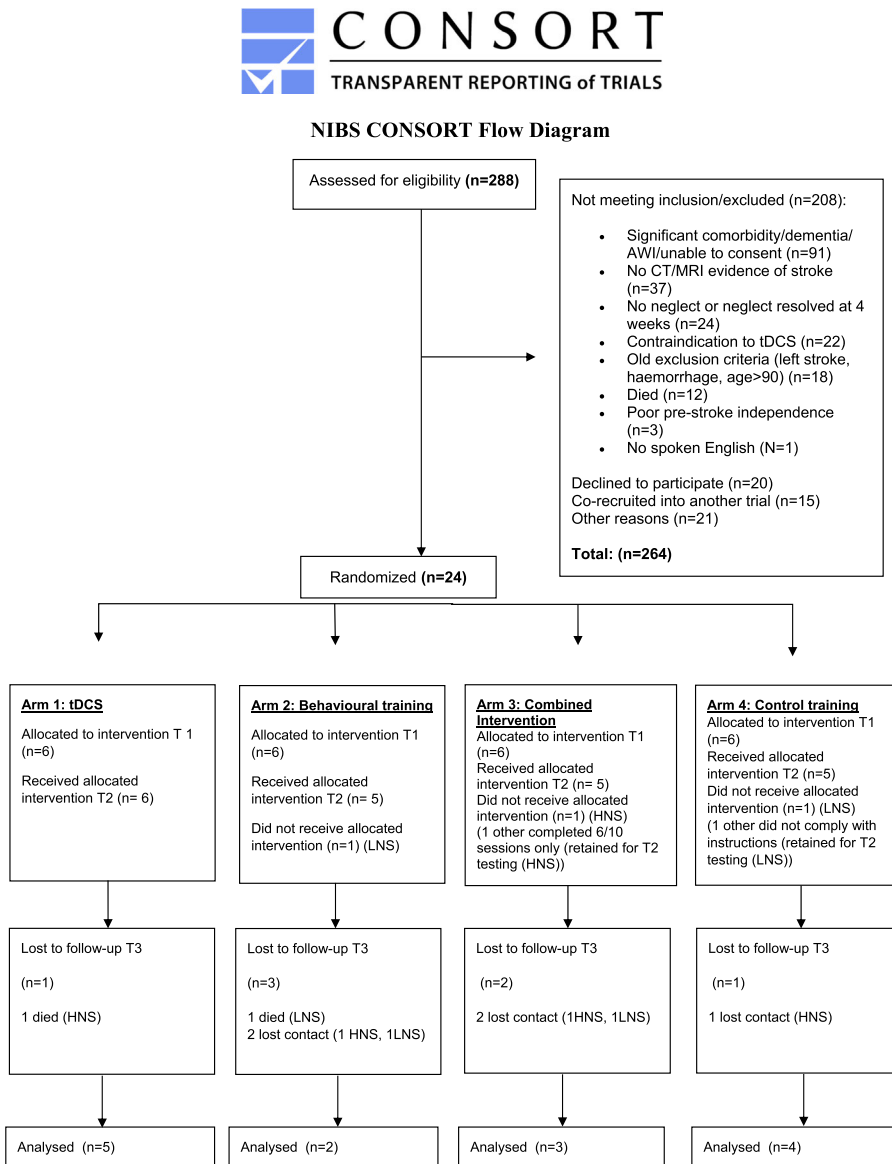 CONSORT
TRANSPARENT REPORTING of TRIALS
NIBS CONSORT Flow Diagram
Assessed for eligibility (n=288)
Not meeting inclusion/excluded (n=208):
• Significant comorbidity/dementia/
AWI/unable to consent (n=91)
• No CT/MRI evidence of stroke
(n=37)
• No neglect or neglect resolved at 4
weeks (n=24)
• Contraindication to tDCS (n=22)
• Old exclusion criteria (left stroke,
haemorrhage, age>90) (n=18)
• Died (n=12)
• Poor pre-stroke independence
(n=3)
• No spoken English (N=1)
Declined to participate (n=20)
Co-recruited into another trial (n=15)
Other reasons (n=21)
Total: (n=264)
Randomized (n=24)
Arm 1: tDCS
Allocated to intervention T 1
(n=6)
Received allocated
intervention T2 (n= 6)
Arm 2: Behavioural training
Allocated to intervention T1
(n=6)
Received allocated
intervention T2 (n= 5)
Did not receive allocated
intervention (n=1) (LNS)
Arm 3: Combined
Intervention
Allocated to intervention T1
(n=6)
Received allocated
intervention T2 (n= 5)
Did not receive allocated
intervention (n=1) (HNS)
(1 other completed 6/10
sessions only (retained for T2
testing (HNS))
Arm 4: Control training
Allocated to intervention T1
(n=6)
Received allocated
intervention T2 (n=5)
Did not receive allocated
intervention (n=1) (LNS)
(1 other did not comply with
instructions (retained for T2
testing (LNS))
Lost to follow-up T3
(n=1)
1 died (HNS)
Lost to follow-up T3
(n=3)
1 died (LNS)
2 lost contact (1 HNS, 1LNS)
Lost to follow-up T3
(n=2)
2 lost contact (1HNS, 1LNS)
Lost to follow-up T3
(n=1)
1 lost contact (HNS)
Analysed (n=5)
Analysed (n=2)
Analysed (n=3)
Analysed (n=4)